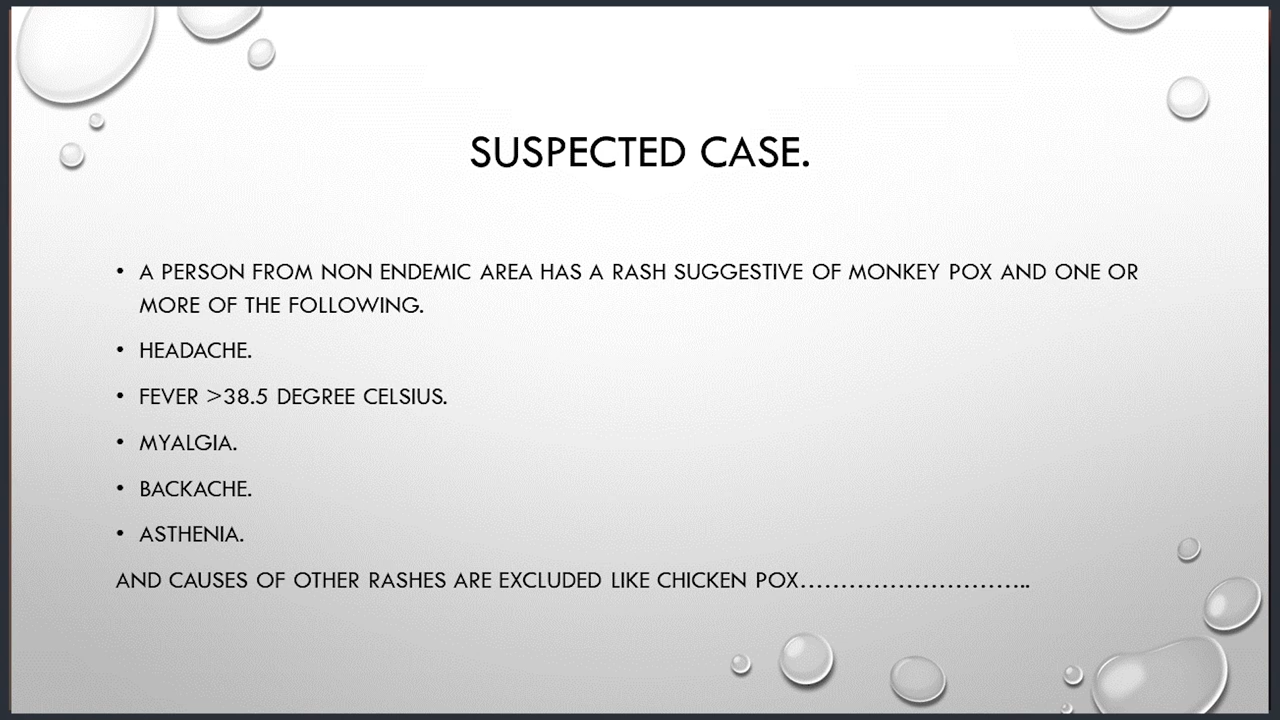 SUSPECTED CASE.
• A PERSON FROM NON ENDEMIC AREA HAS A RASH SUGGESTIVE OF MONKEY POX AND ONE OR
MORE OF THE FOLLOWING.
• HEADACHE.
• FEVER >38.5 DEGREE CELSIUS.
• MYALGIA.
• BACKACHE.
• ASTHENIA.
AND CAUSES OF OTHER RASHES ARE EXCLUDED LIKE CHICKEN POX…………………………..